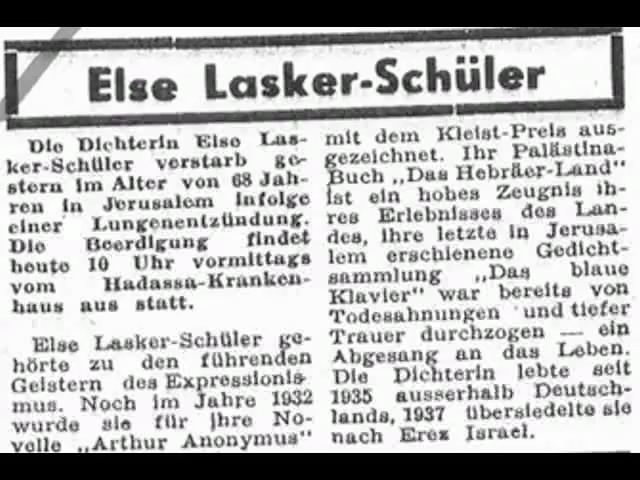 Else Lasker-Schüler
Die Dichterin Else Las-
ker-Schüler verstarb ge-
stern im Alter von 68 Jah-
ren in Jerusalem infolge
einer Lungenentzündung.
Die Beerdigung findet
heute 10 Uhr vormittags
vom Hadassa-Kranken-
haus aus statt.
Else Lasker-Schüler ge-
hörte zu den führenden
Geistern des Expressionis-
mus. Noch im Jahre 1932
wurde sie für ihre No-
velle „Arthur Anonymus"
mit dem Kleist-Preis aus-
gezeichnet. Ihr Palästina-
Buch „Das Hebräer-Land"
ist ein hohes Zeugnis ih-
res Erlebnisses des Lan-
des, ihre letzte in Jerusa-
lem erschienene Gedicht-
sammlung „Das blaue
Klavier" war bereits von
Todesahnungen und tiefer
Trauer durchzogen — ein
Abgesang an das Leben.
Die Dichterin lebte seit
1935 ausserhalb Deutsch-
lands, 1937 übersiedelte sie
nach Erez Israel.